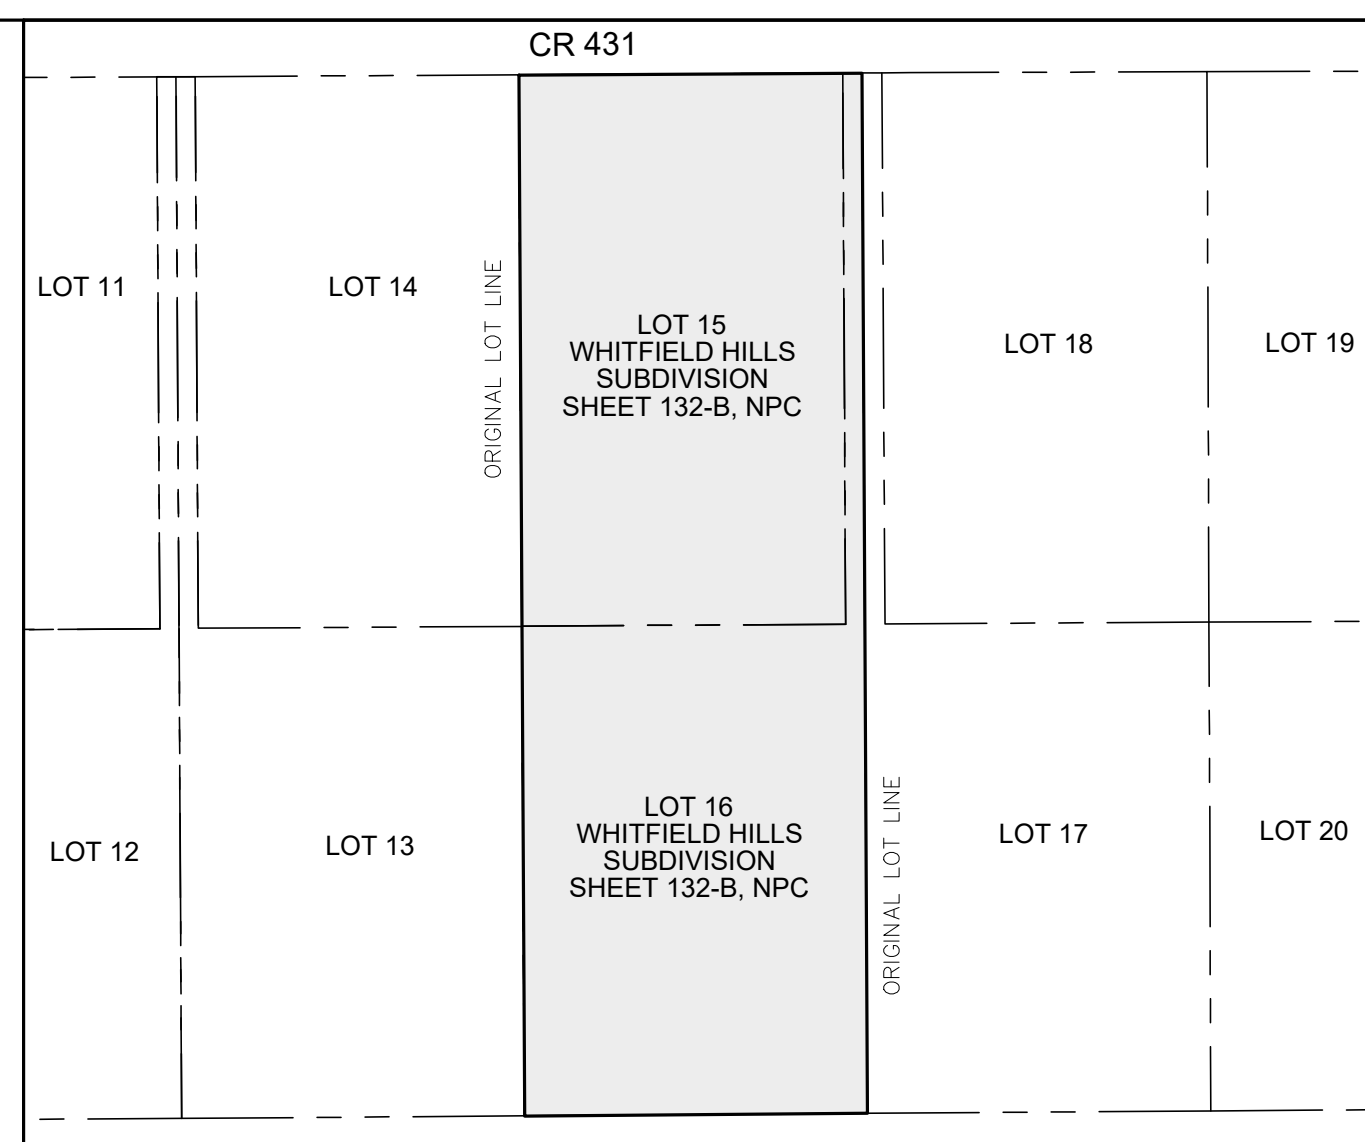 CR 431
LOT 11
LOT 14
ORIGINAL LOT LINE
LOT 15
WHITFIELD HILLS
SUBDIVISION
SHEET 132-B, NPC
LOT 18
LOT 19
LOT 12
LOT 13
LOT 16
WHITFIELD HILLS
SUBDIVISION
SHEET 132-B, NPC
ORIGINAL LOT LINE
LOT 17
LOT 20